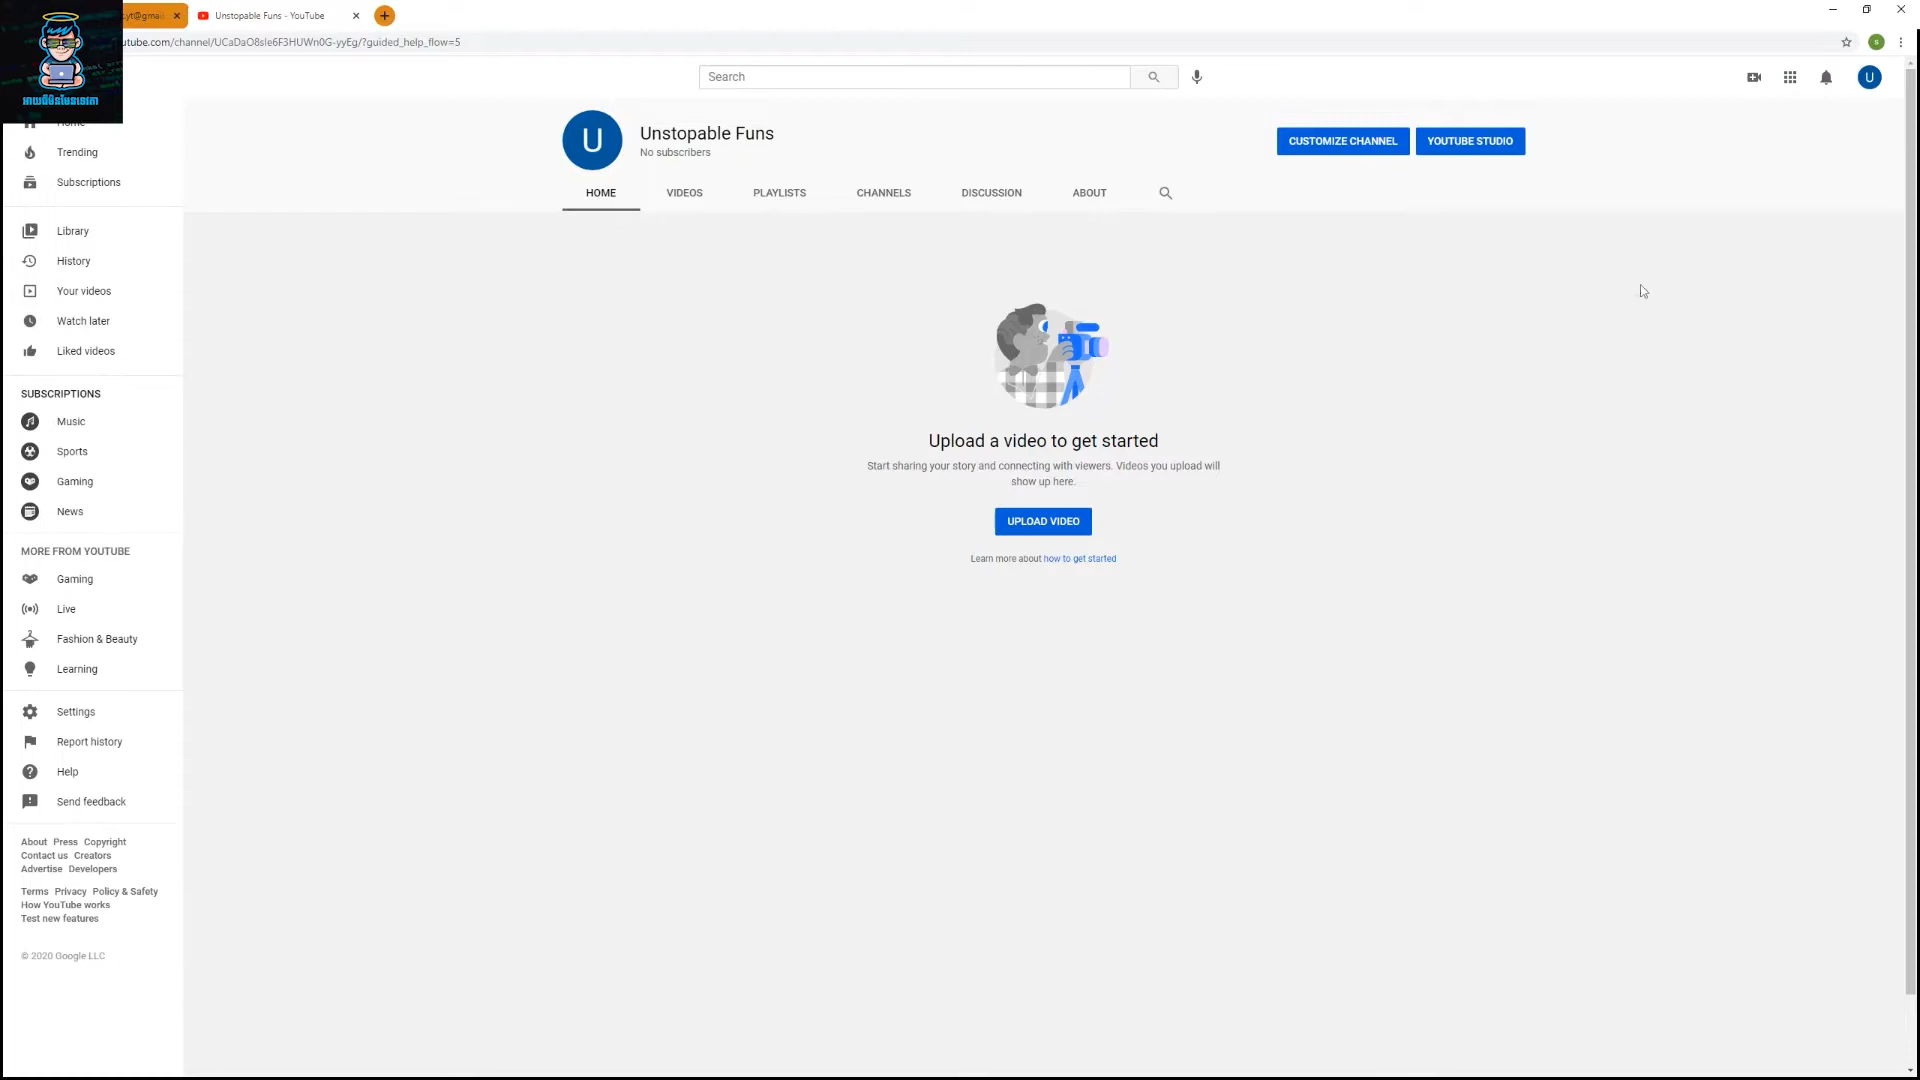 cyt@gmail
Unstopable Funs - YouTube
utube.com/channel/UCaDaO8sIe6F3HUWn0G-yyEg/?guided_help_flow=5
S
Search
U
Home
Trending
Subscriptions
Library
History
Your videos
Watch later
Liked videos
SUBSCRIPTIONS
Music
Sports
Gaming
News
MORE FROM YOUTUBE
Gaming
Live
Fashion & Beauty
Learning
Settings
Report history
Help
Send feedback
About Press Copyright
Contact us Creators
Advertise Developers
Terms Privacy Policy & Safety
How YouTube works
Test new features
© 2020 Google LLC
U
Unstopable Funs
No subscribers
CUSTOMIZE CHANNEL
YOUTUBE STUDIO
HOME
VIDEOS
PLAYLISTS
CHANNELS
DISCUSSION
ABOUT
Upload a video to get started
Start sharing your story and connecting with viewers. Videos you upload will
show up here.
UPLOAD VIDEO
Learn more about how to get started